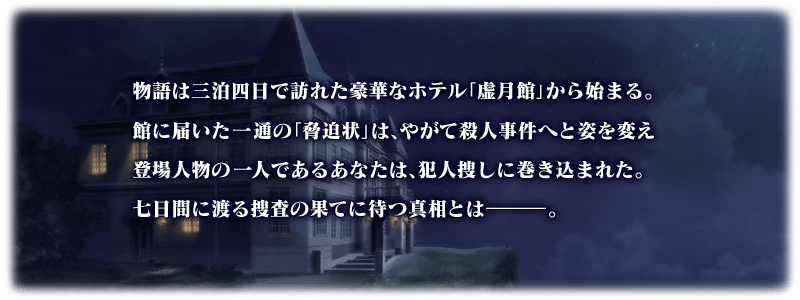 物語は三泊四日で訪れた豪華なホテル「虚月館」から始まる。
館に届いた一通の「脅迫状」は、やがて殺人事件へと姿を変え
登場人物の一人であるあなたは、犯人捜しに巻き込まれた。
七日間に渡る捜査の果てに待つ真相とは―――。